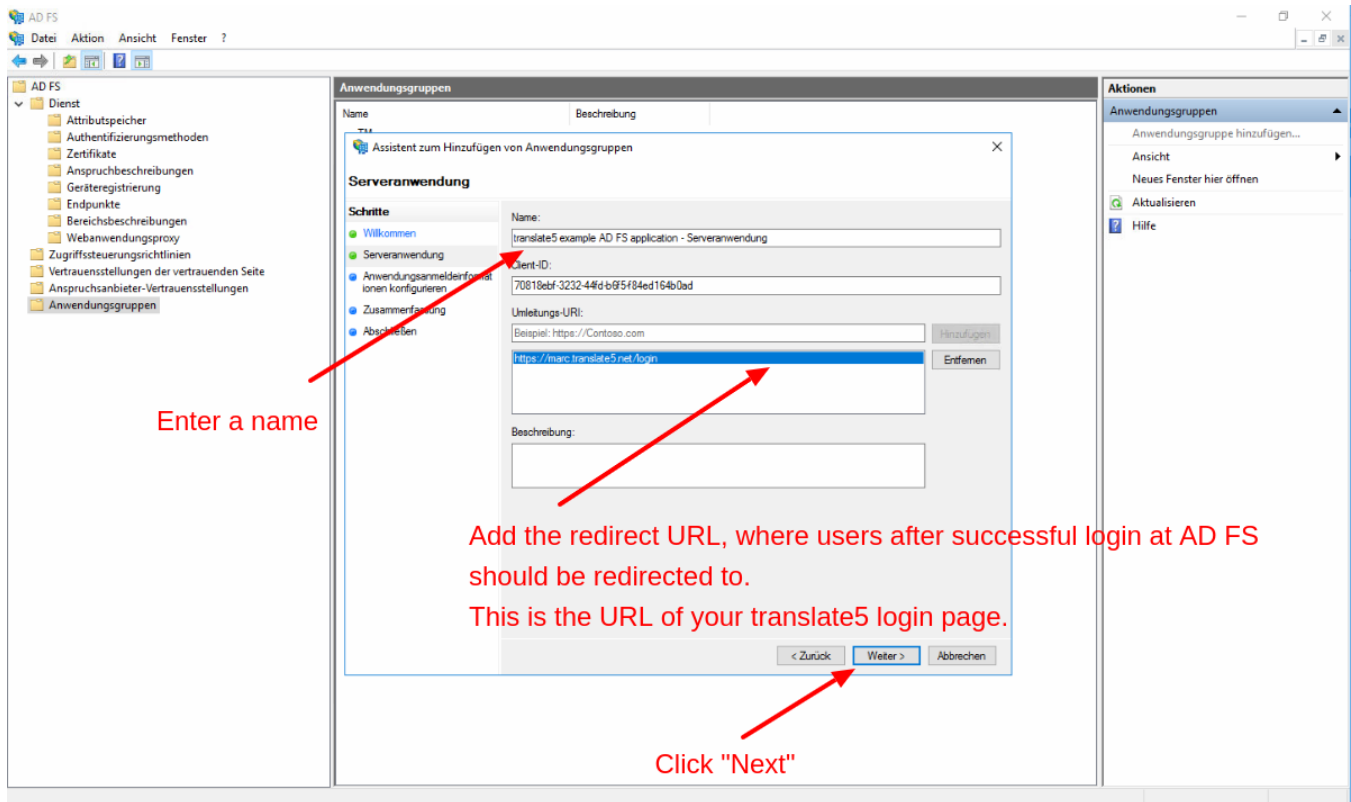 AD FS
Datei Aktion Ansicht Fenster ?
AD FS
Dienst
Attributspeicher
Authentifizierungsmethoden
Zertifikate
Anspruchbeschreibungen
Geräteregistrierung
Endpunkte
Bereichsbeschreibungen
Webanwendungsproxy
Zugriffssteuerungsrichtlinien
Vertrauensstellungen der vertrauenden Seite
Anspruchsanbieter-Vertrauensstellungen
Anwendungsgruppen
Anwendungsgruppen
Name Beschreibung
Assistent zum Hinzufügen von Anwendungsgruppen
Serveranwendung
Schritte
Willkommen
Serveranwendung
Anwendungsanmeldeinformat
ionen konfigurieren
Zusammenfassung
Abschließen
Name:
translate5 example AD FS application - Serveranwendung
Client-ID:
70818ebf-3232-44fd-b6f5-f84ed164b0ad
Umleitungs-URI:
Beispiel: https://Contoso.com
Hinzufügen
https://marc.translate5.net/login
Entfernen
Beschreibung:
< Zurück Weiter > Abbrechen
Aktionen
Anwendungsgruppen
Anwendungsgruppe hinzufügen...
Ansicht
Neues Fenster hier öffnen
Aktualisieren
Hilfe
Enter a name
Add the redirect URL, where users after successful login at AD FS
should be redirected to.
This is the URL of your translate5 login page.
Click "Next"